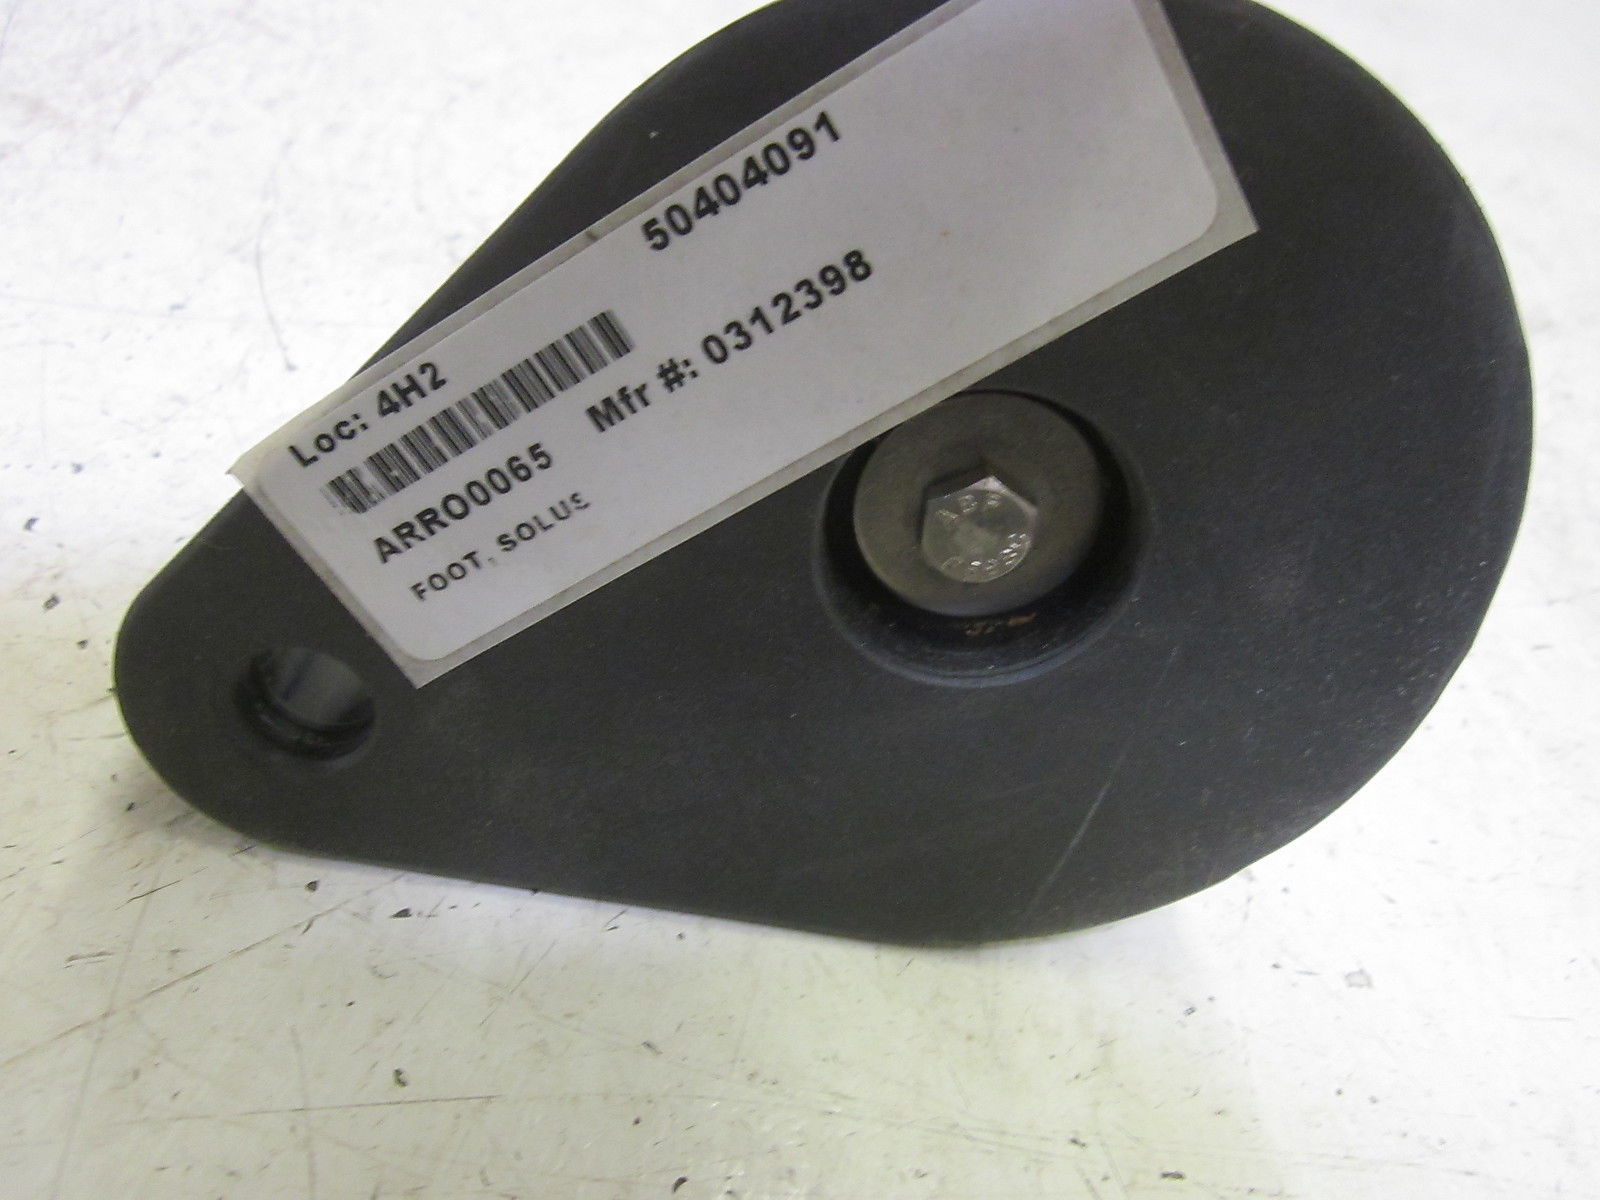 50404091
Loc: 4H2
ARRO0065 Mfr #: 0312398
FOOT, SOLUS